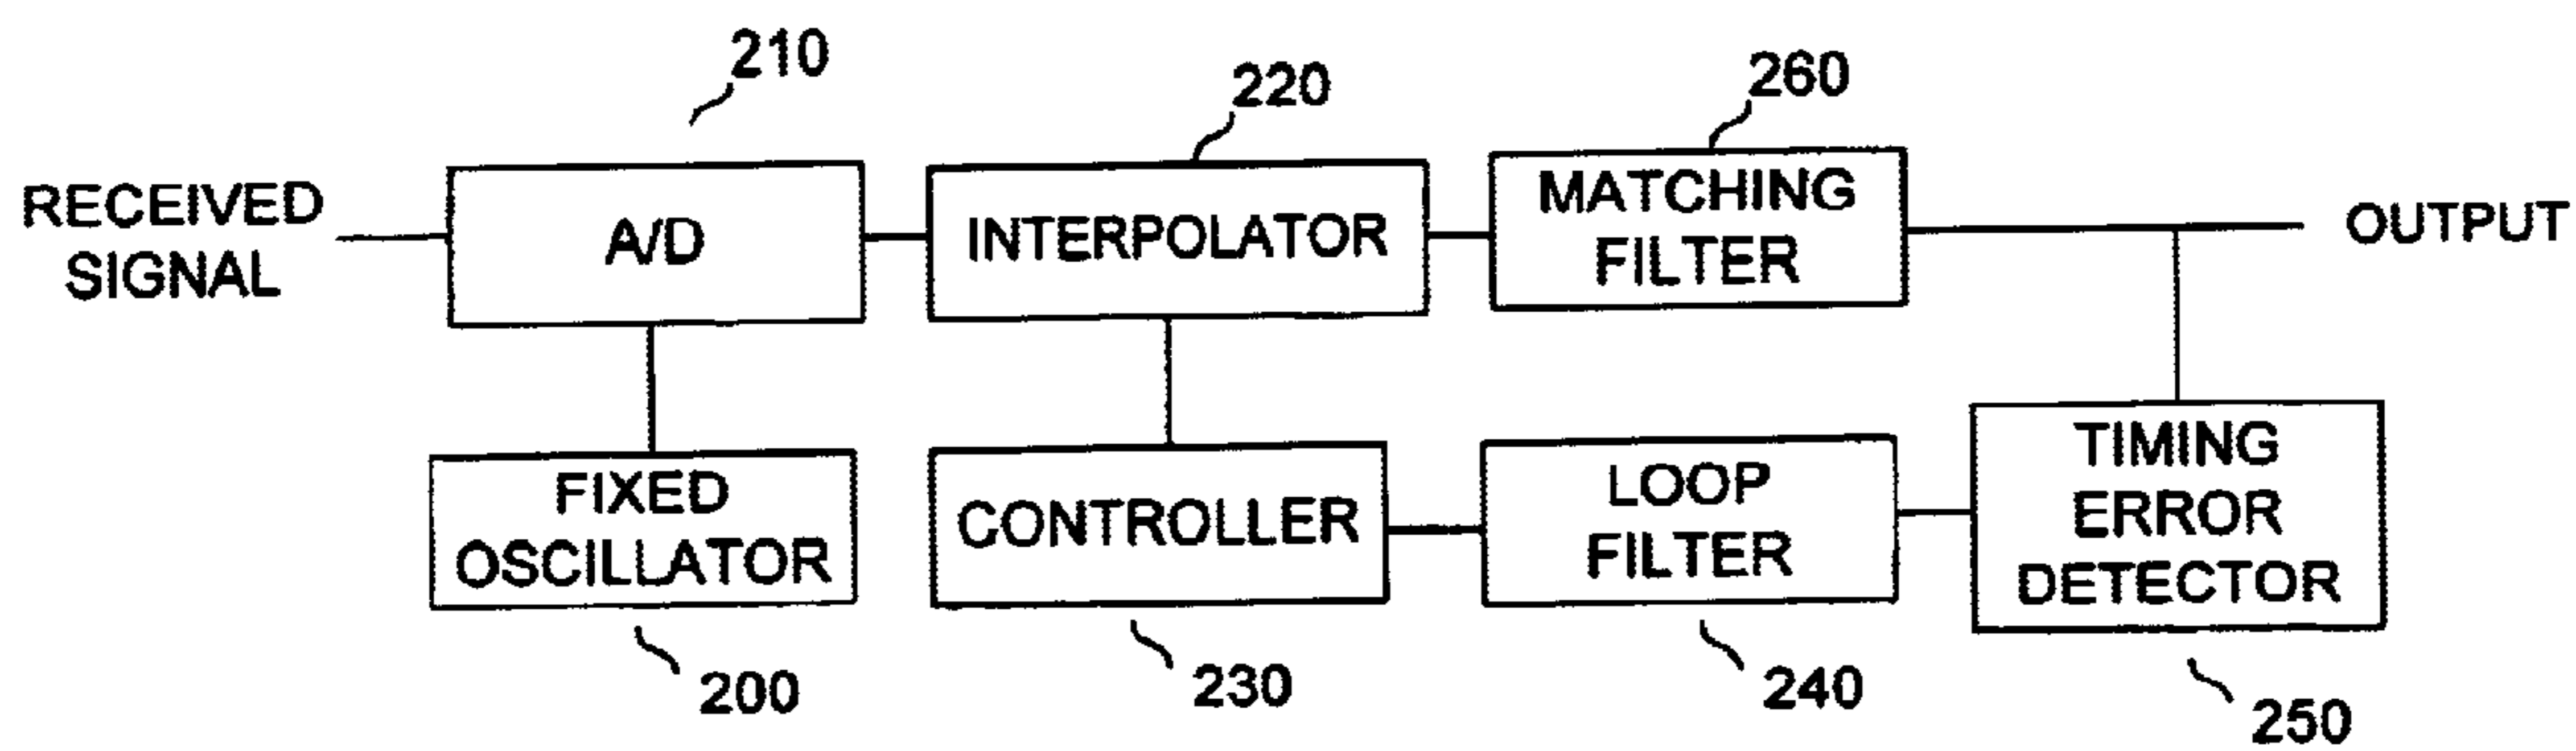 210
220
260
RECEIVED
SIGNAL
A/D
INTERPOLATOR
MATCHING
FILTER
OUTPUT
FIXED
OSCILLATOR
CONTROLLER
LOOP
FILTER
TIMING
ERROR
DETECTOR
200
230
240
250